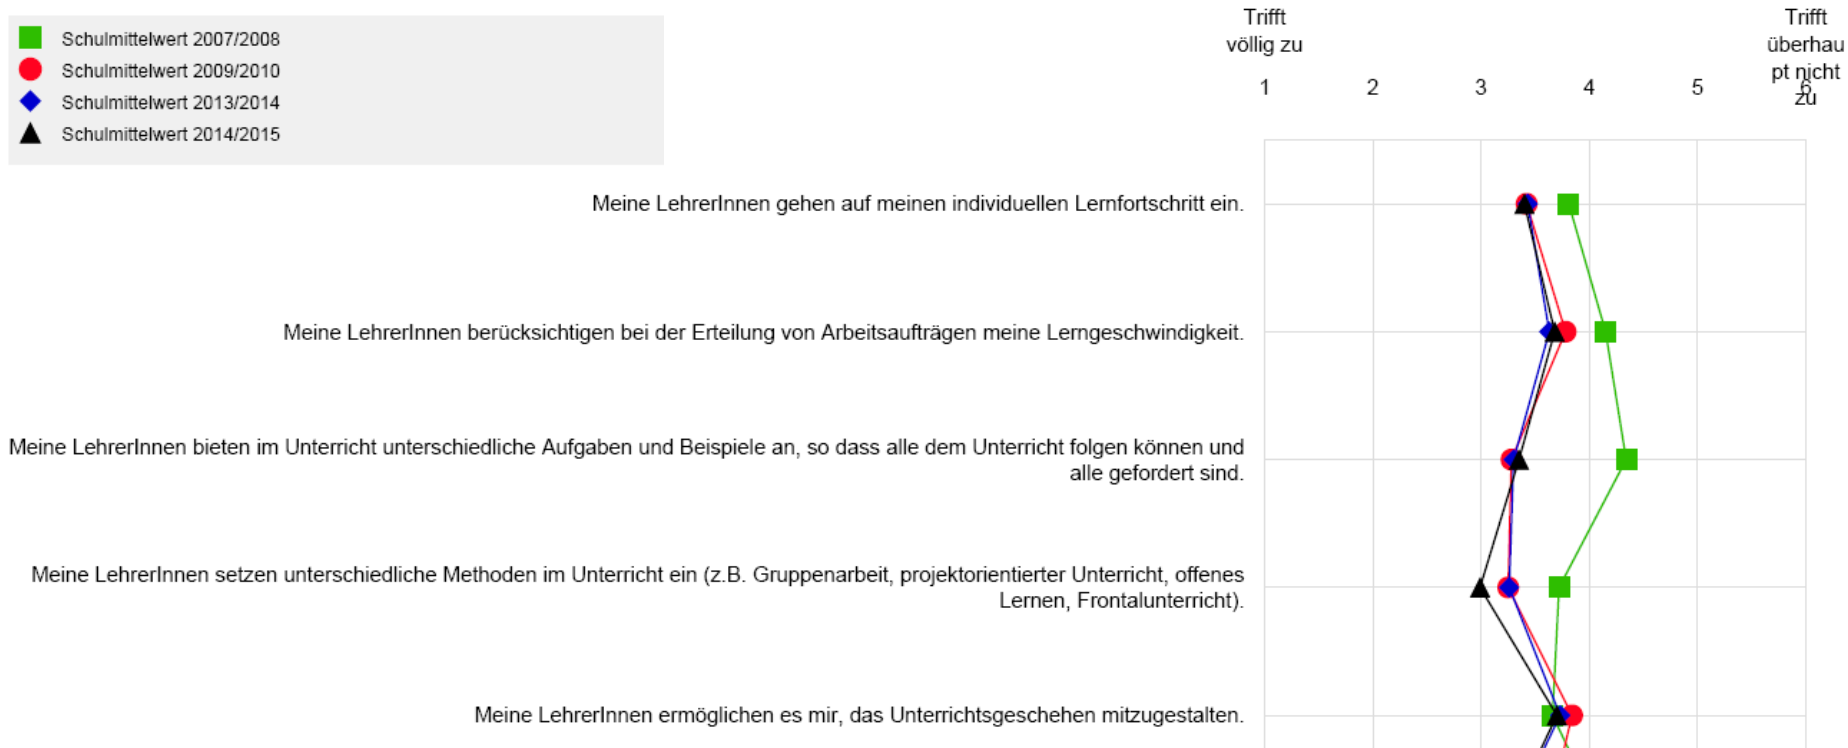 Schulmittelwert 2007/2008
Schulmittelwert 2009/2010
Schulmittelwert 2013/2014
Schulmittelwert 2014/2015
Trifft
völlig zu
Trifft
überhau
pt nicht
zu
1 2 3 4 5 6
Meine LehrerInnen gehen auf meinen individuellen Lernfortschritt ein.
Meine LehrerInnen berücksichtigen bei der Erteilung von Arbeitsaufträgen meine Lerngeschwindigkeit.
Meine LehrerInnen bieten im Unterricht unterschiedliche Aufgaben und Beispiele an, so dass alle dem Unterricht folgen können und
alle gefordert sind.
Meine LehrerInnen setzen unterschiedliche Methoden im Unterricht ein (z.B. Gruppenarbeit, projektorientierter Unterricht, offenes
Lernen, Frontalunterricht).
Meine LehrerInnen ermöglichen es mir, das Unterrichtsgeschehen mitzugestalten.